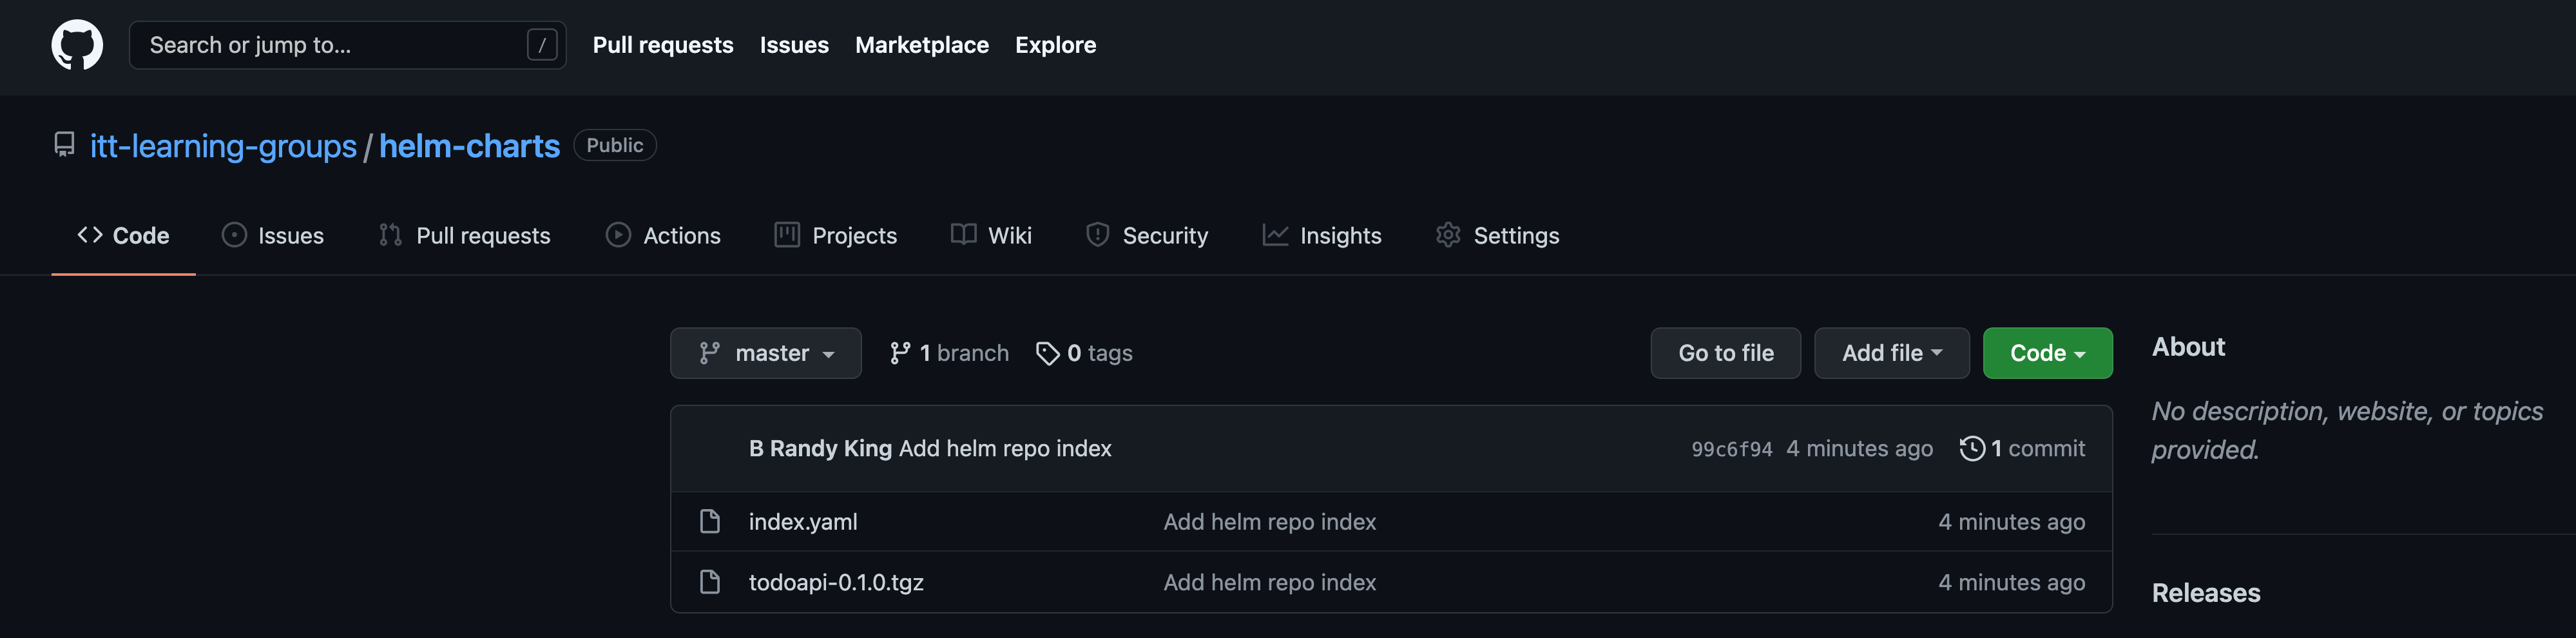 Search or jump to... / Pull requests Issues Marketplace Explore
itt-learning-groups / helm-charts Public
Code Issues Pull requests Actions Projects Wiki Security Insights Settings
master 1 branch 0 tags Go to file Add file Code
B Randy King Add helm repo index 99c6f94 4 minutes ago 1 commit
index.yaml Add helm repo index 4 minutes ago
todoapi-0.1.0.tgz Add helm repo index 4 minutes ago
About
No description, website, or topics
provided.
Releases